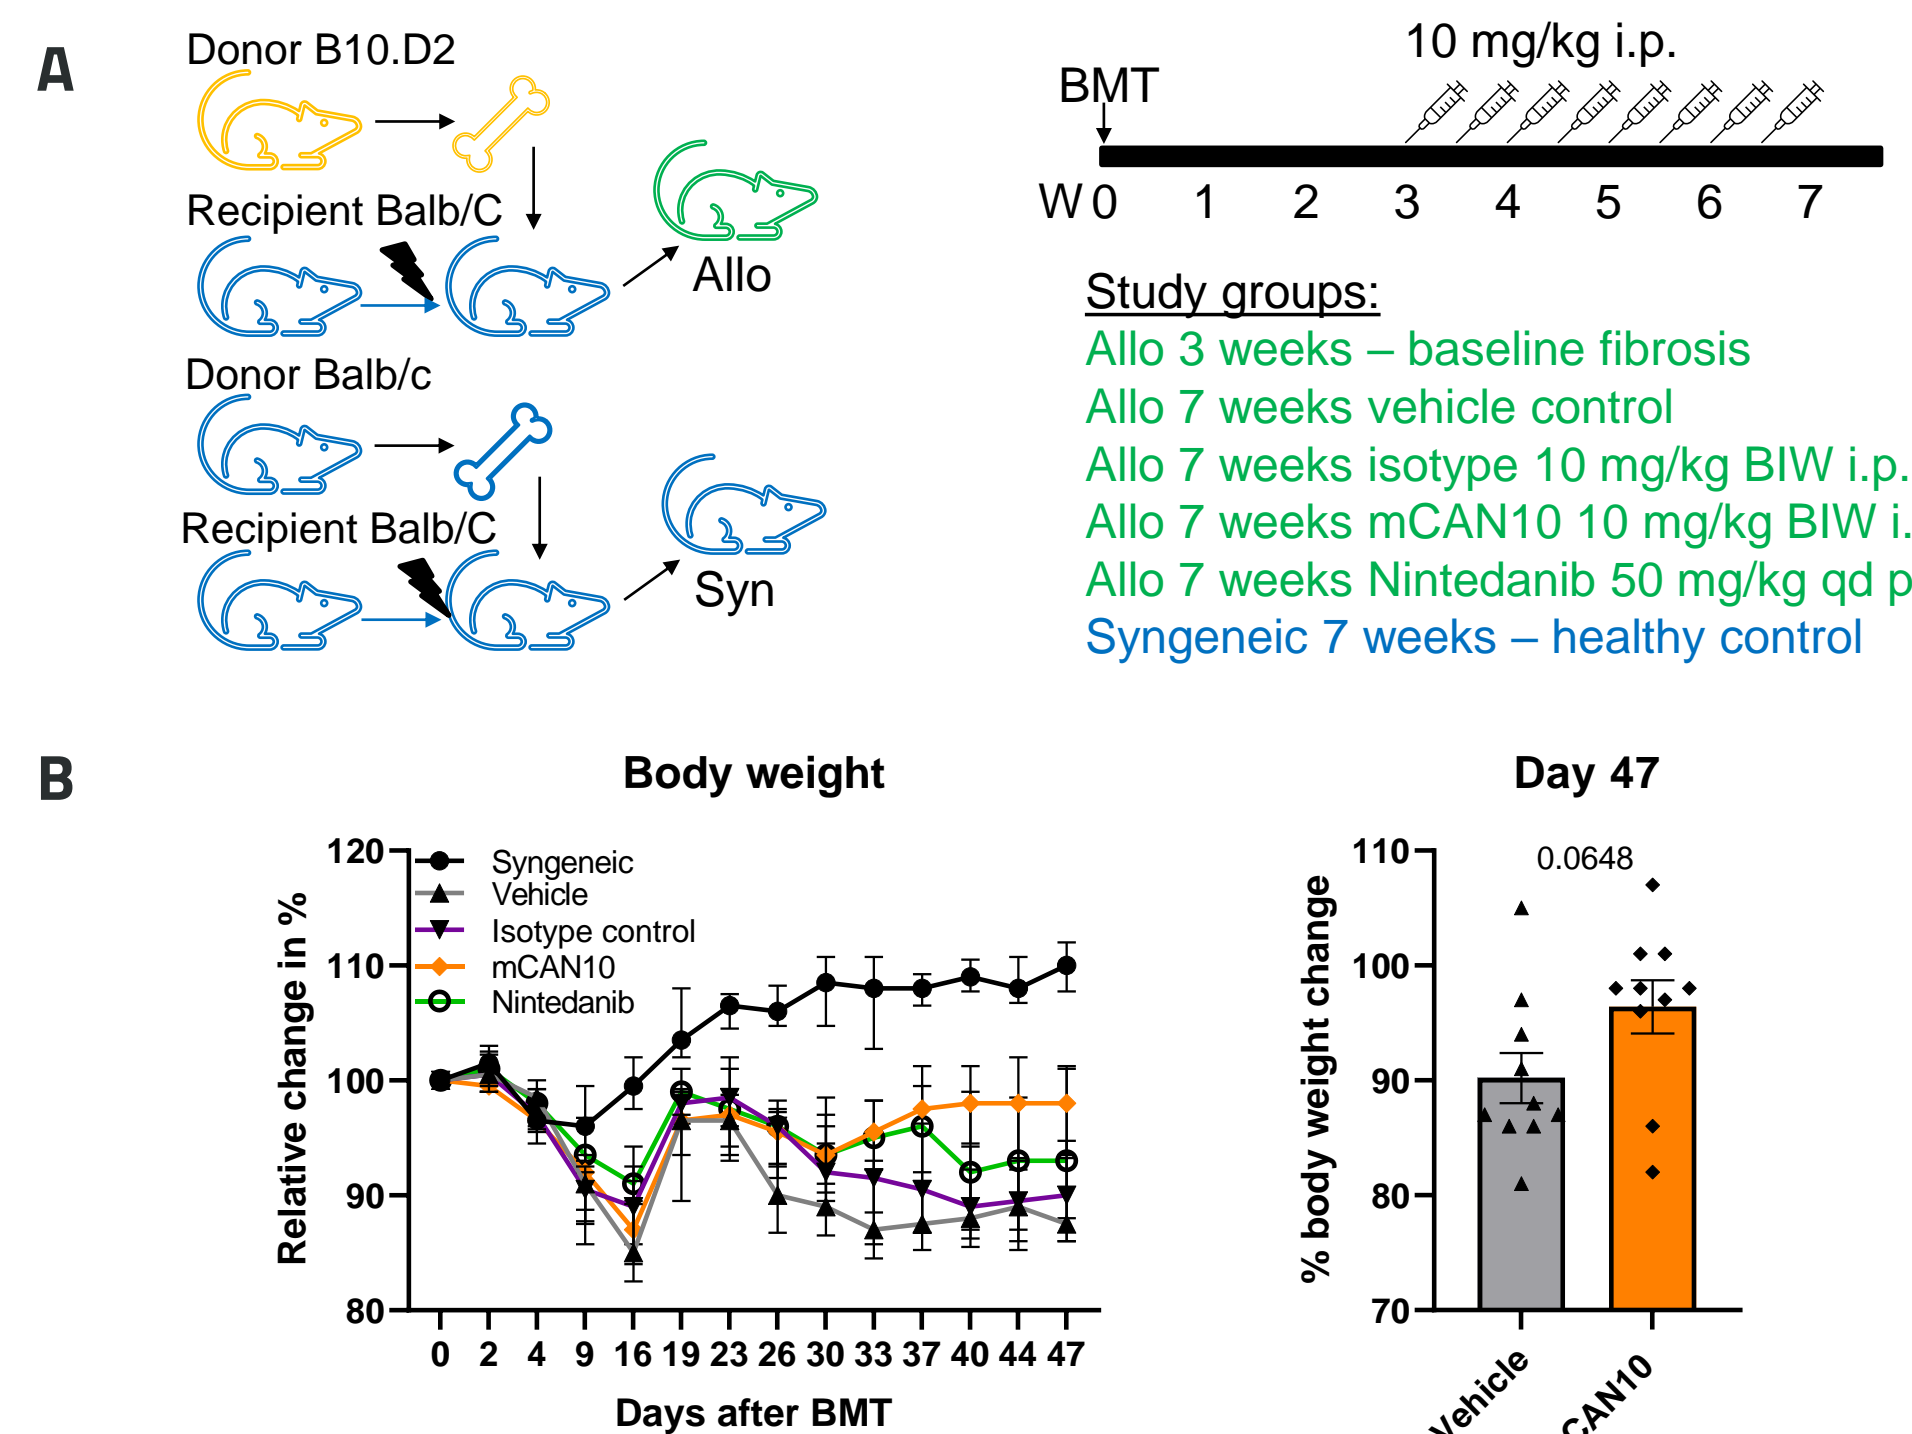 A
Donor B10.D2
Recipient Balb/C
Allo
Donor Balb/c
Recipient Balb/C
Syn
10 mg/kg i.p.
BMT
W 0 1 2 3 4 5 6 7
Study groups:
Allo 3 weeks – baseline fibrosis
Allo 7 weeks vehicle control
Allo 7 weeks isotype 10 mg/kg BIW i.p.
Allo 7 weeks mCAN10 10 mg/kg BIW i.
Allo 7 weeks Nintedanib 50 mg/kg qd p
Syngeneic 7 weeks – healthy control
B
Body weight
Relative change in %
120
110
100
90
80
Syngeneic
Vehicle
Isotype control
mCAN10
Nintedanib
0 2 4 9 16 19 23 26 30 33 37 40 44 47
Days after BMT
Day 47
% body weight change
110
100
90
80
70
0.0648
Vehicle
CAN10